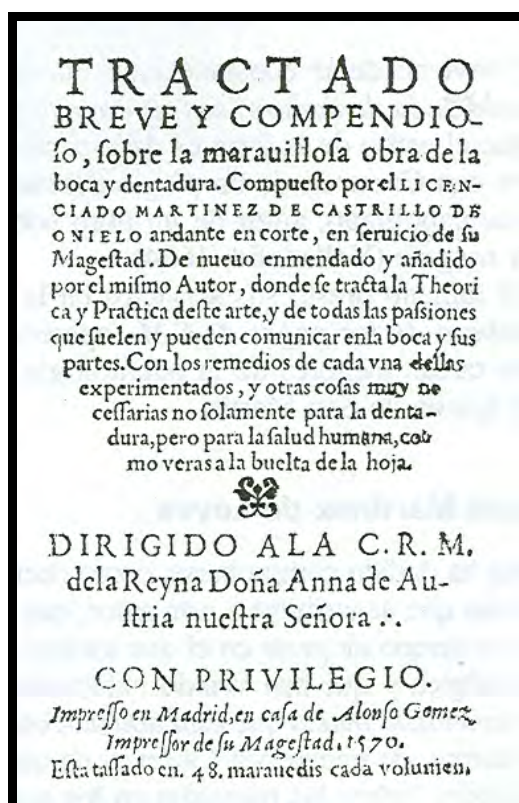 TRACTADO
BREVE Y COMPENDIO-
ſo, ſobre la marauilloſa obra de la
boca y dentadura. Compueſto por el LICEN-
CIADO MARTINEZ DE CASTRILLO DE
ONIELO andante en corte, en ſeruicio de ſu
Mageſtad. De nueuo enmendado y añadido
por el miſmo Autor, donde ſe tracta la Theori
ca y Practica deſte arte, y de todas las paſsiones
que ſuelen y pueden comunicar enla boca y ſus
partes. Con los remedios de cada vna dellas
experimentados, y otras coſas muy ne
ceſſarias no ſolamente para la denta-
dura, pero para la ſalud humana, co
mo veras a la buelta de la hoja.
DIRIGIDO ALA C. R. M.
dela Reyna Doña Anna de Au-
ſtria nueſtra Señora ∴
CON PRIVILEGIO.
Impreſſo en Madrid, en caſa de Alonſo Gomez
Impreſſor de ſu Mageſtad. 1570.
Eſta taſſado en. 48. marauedis cada volumen.